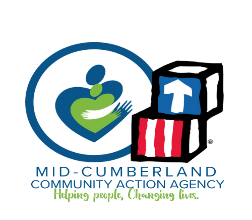 ®
MID-CUMBERLAND
COMMUNITY ACTION AGENCY
Helping people, Changing lives.